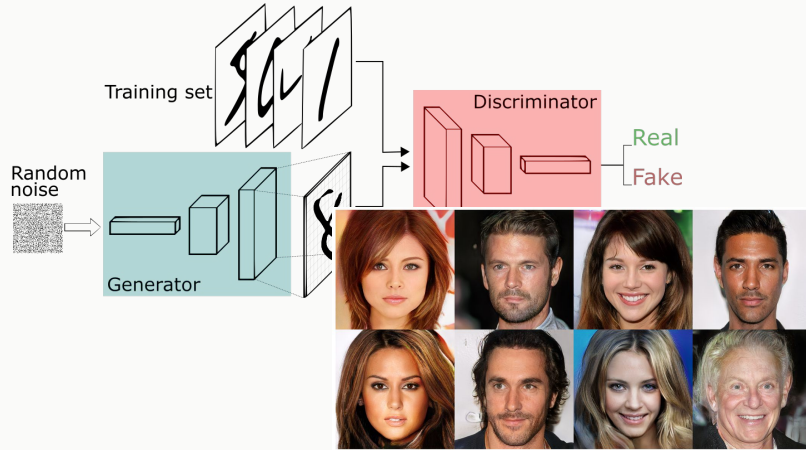 Training set
Discriminator
Real
Fake
Random
noise
Generator